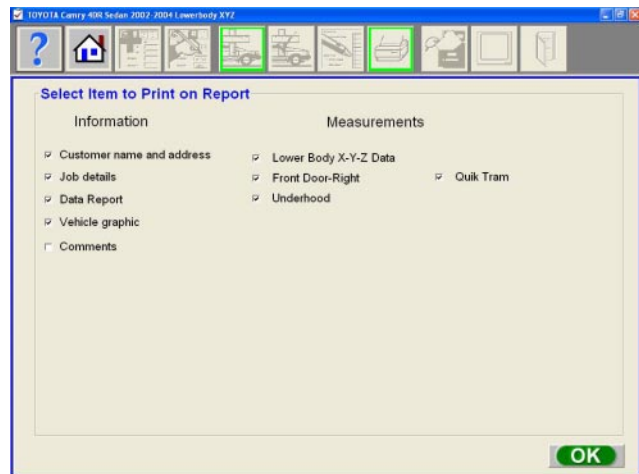 TOYOTA Camry 4DR Sedan 2002-2004 Lowerbody XYZ
?
Select Item to Print on Report
Information
Measurements
Customer name and address
Job details
Data Report
Vehicle graphic
Comments
Lower Body X-Y-Z Data
Front Door-Right
Underhood
Quik Tram
OK